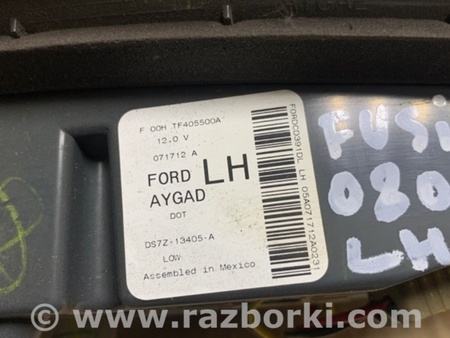 F 00H TF405500A
12.0 V
071712 A
FORD LH
AYGAD
DOT
DS7Z-13405-A
LOW
Assembled in Mexico
LH 05A071712A0231
FUSI
080
LH
© www.razborki.com